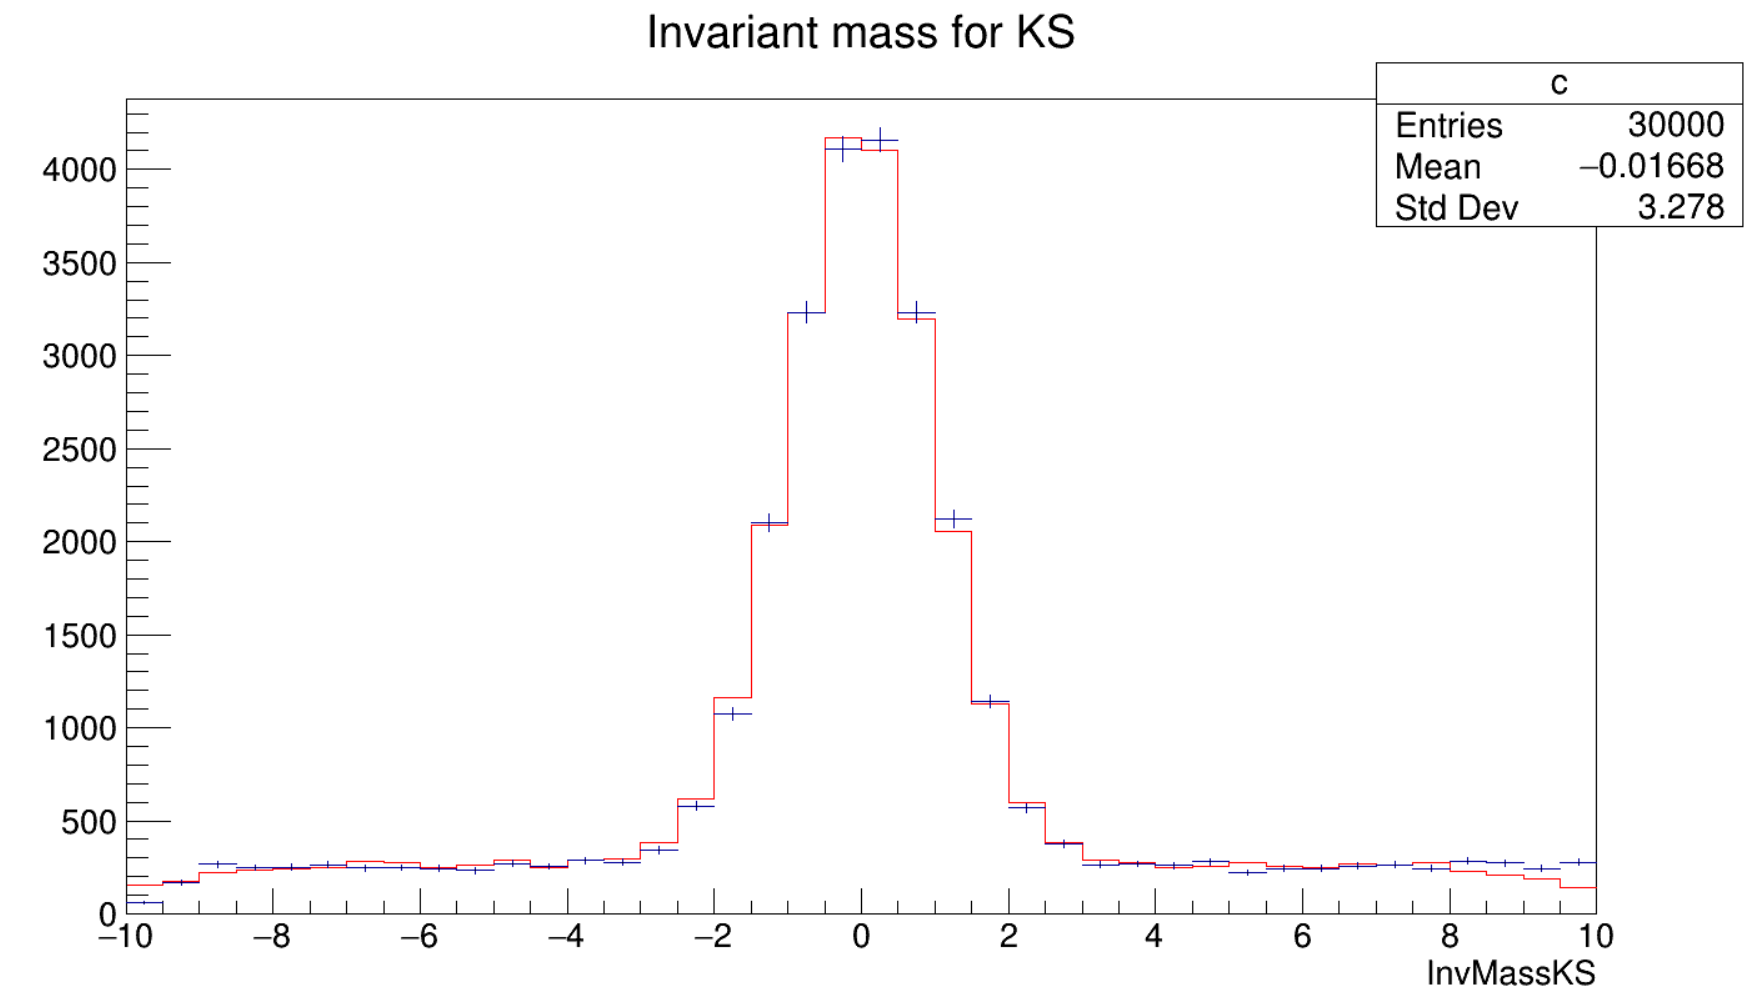 Invariant mass for KS
c
Entries 30000
Mean −0.01668
Std Dev 3.278
4000
3500
3000
2500
2000
1500
1000
500
0
−10 −8 −6 −4 −2 0 2 4 6 8 10
InvMassKS